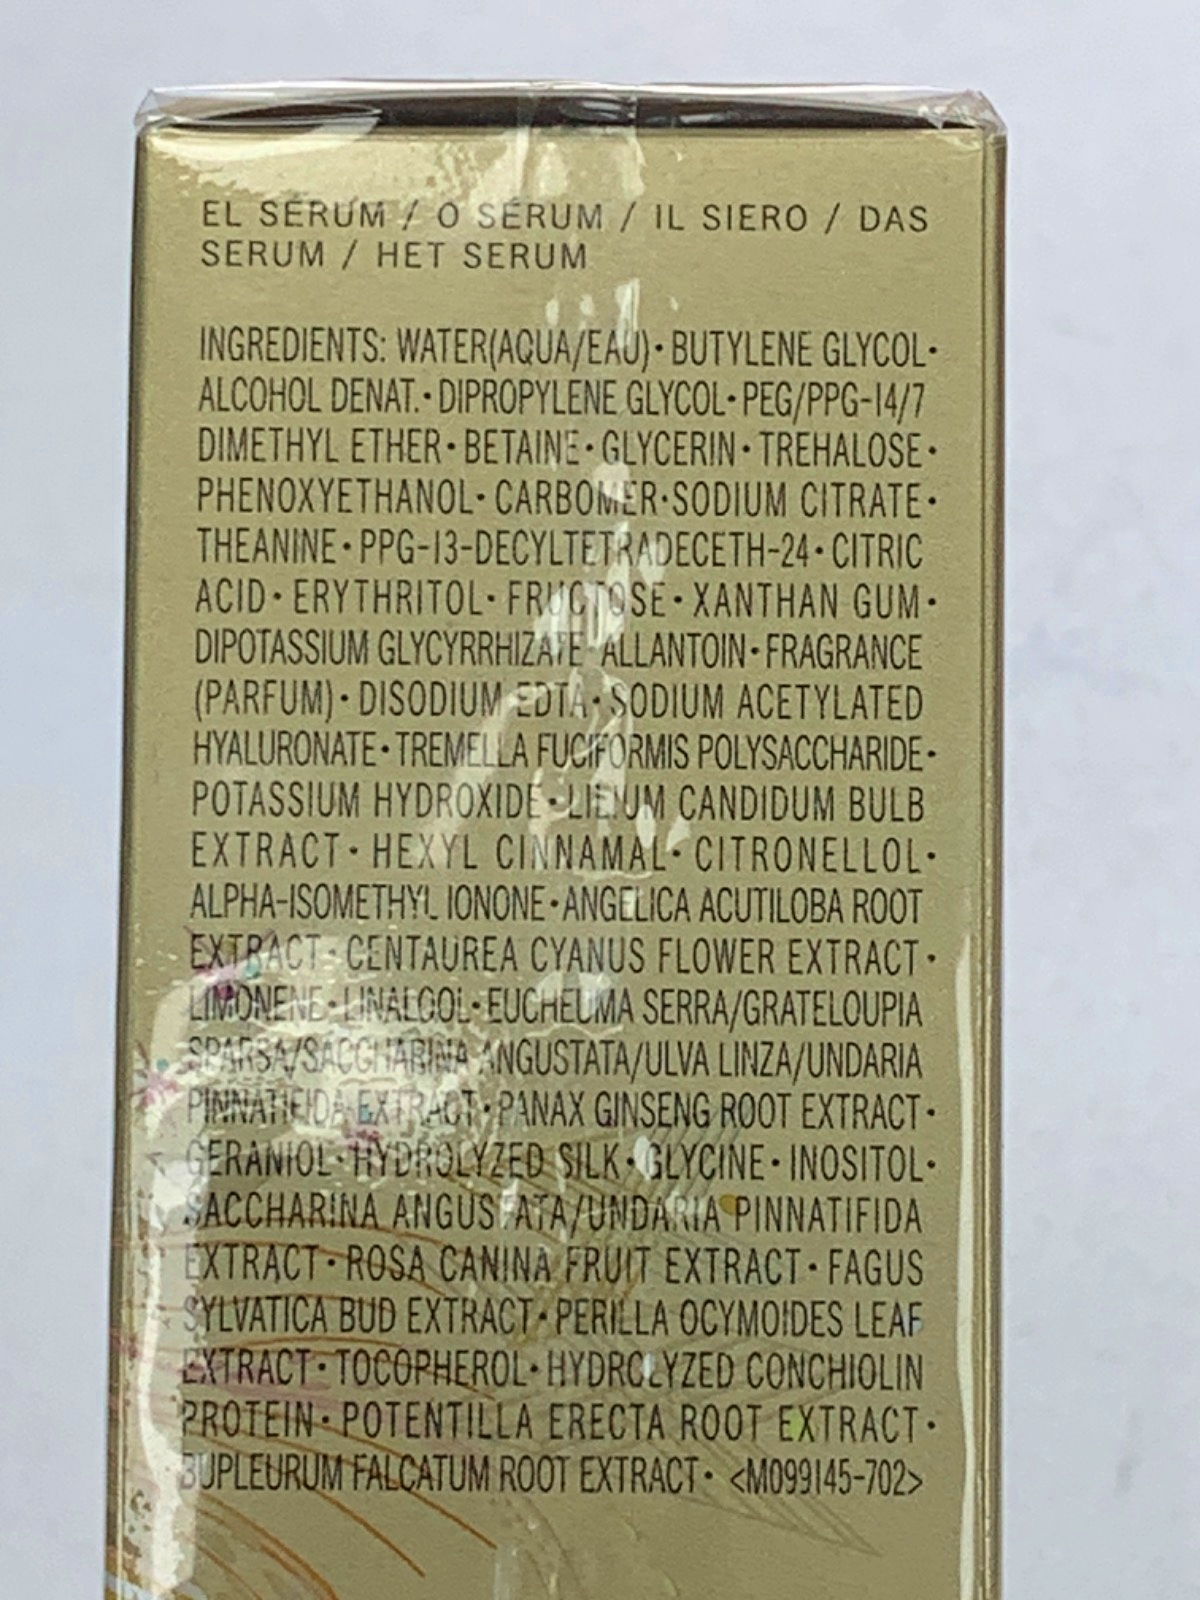 EL SÉRUM / O SÉRUM / IL SIERO / DAS
SERUM / HET SERUM
INGREDIENTS: WATER(AQUA/EAU)・BUTYLENE GLYCOL・
ALCOHOL DENAT.・DIPROPYLENE GLYCOL・PEG/PPG-14/7
DIMETHYL ETHER・BETAINE・GLYCERIN・TREHALOSE・
PHENOXYETHANOL・CARBOMER・SODIUM CITRATE・
THEANINE・PPG-13-DECYLTETRADECETH-24・CITRIC
ACID・ERYTHRITOL・FRUCTOSE・XANTHAN GUM・
DIPOTASSIUM GLYCYRRHIZATE・ALLANTOIN・FRAGRANCE
(PARFUM)・DISODIUM EDTA・SODIUM ACETYLATED
HYALURONATE・TREMELLA FUCIFORMIS POLYSACCHARIDE・
POTASSIUM HYDROXIDE・LILIUM CANDIDUM BULB
EXTRACT・HEXYL CINNAMAL・CITRONELLOL・
ALPHA-ISOMETHYL IONONE・ANGELICA ACUTILOBA ROOT
EXTRACT・CENTAUREA CYANUS FLOWER EXTRACT・
LIMONENE・LINALOOL・EUCHEUMA SERRA/GRATELOUPIA
SPARSA/SACCHARINA ANGUSTATA/ULVA LINZA/UNDARIA
PINNATIFIDA EXTRACT・PANAX GINSENG ROOT EXTRACT・
GERANIOL・HYDROLYZED SILK・GLYCINE・INOSITOL・
SACCHARINA ANGUSTATA/UNDARIA PINNATIFIDA
EXTRACT・ROSA CANINA FRUIT EXTRACT・FAGUS
SYLVATICA BUD EXTRACT・PERILLA OCYMOIDES LEAF
EXTRACT・TOCOPHEROL・HYDROLYZED CONCHIOLIN
PROTEIN・POTENTILLA ERECTA ROOT EXTRACT・
BUPLEURUM FALCATUM ROOT EXTRACT・ <M099145-702>